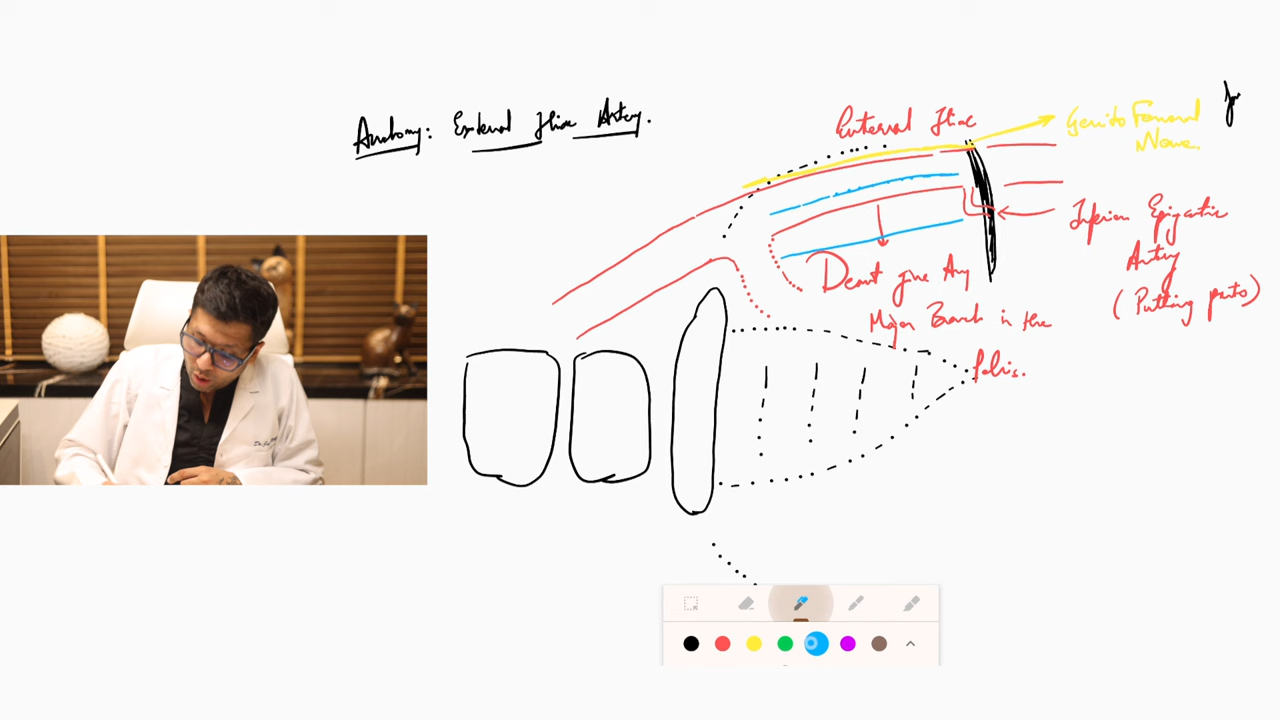 Anatomy: External Iliac Artery.
External Iliac
Genito Femoral
Nerve.
Inferior Epigastric
Artery
(Putting parts)
Doesnt give Any
Major Branch in the
Pelvis.